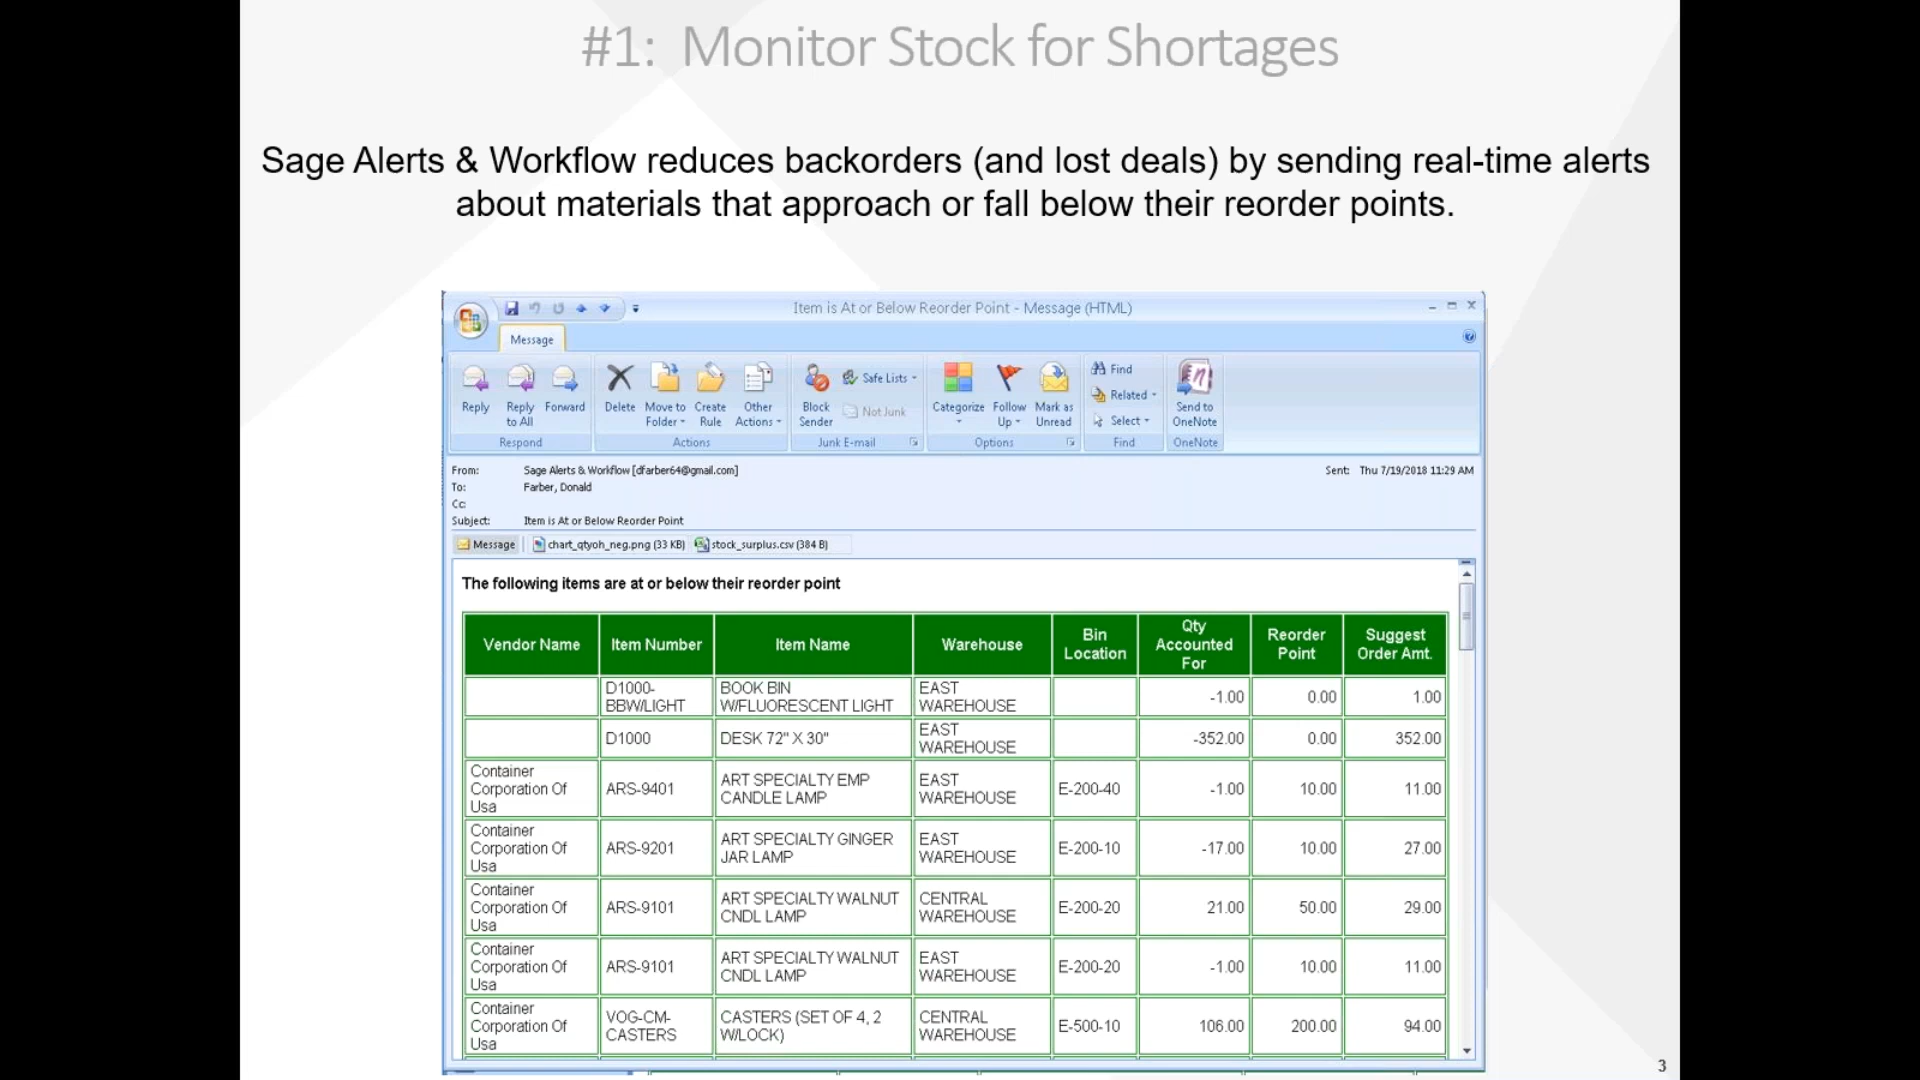 #1:  Monitor Stock for Shortages
Sage Alerts & Workflow reduces backorders (and lost deals) by sending real-time alerts
about materials that approach or fall below their reorder points.
Item is At or Below Reorder Point - Message (HTML)
Message
Reply
Reply to All
Forward
Respond
Delete
Move to Folder
Create Rule
Other Actions
Actions
Block Sender
Safe Lists
Not Junk
Junk E-mail
Categorize
Follow Up
Mark as Unread
Options
Find
Related
Select
Find
Send to OneNote
OneNote
From: Sage Alerts & Workflow [dfarber64@gmail.com] Sent: Thu 7/19/2018 11:29 AM
To: Farber, Donald
Cc:
Subject: Item is At or Below Reorder Point
Message chart_qtyoh_neg.png (33 KB) stock_surplus.csv (384 B)
The following items are at or below their reorder point
Vendor Name Item Number Item Name Warehouse Bin Location Qty Accounted For Reorder Point Suggest Order Amt.
D1000-BBW/LIGHT BOOK BIN W/FLUORESCENT LIGHT EAST WAREHOUSE -1.00 0.00 1.00
D1000 DESK 72" X 30" EAST WAREHOUSE -352.00 0.00 352.00
Container Corporation Of Usa ARS-9401 ART SPECIALTY EMP CANDLE LAMP EAST WAREHOUSE E-200-40 -1.00 10.00 11.00
Container Corporation Of Usa ARS-9201 ART SPECIALTY GINGER JAR LAMP EAST WAREHOUSE E-200-10 -17.00 10.00 27.00
Container Corporation Of Usa ARS-9101 ART SPECIALTY WALNUT CNDL LAMP CENTRAL WAREHOUSE E-200-20 21.00 50.00 29.00
Container Corporation Of Usa ARS-9101 ART SPECIALTY WALNUT CNDL LAMP EAST WAREHOUSE E-200-20 -1.00 10.00 11.00
Container Corporation Of Usa VOG-CM-CASTERS CASTERS (SET OF 4, 2 W/LOCK) CENTRAL WAREHOUSE E-500-10 106.00 200.00 94.00
3